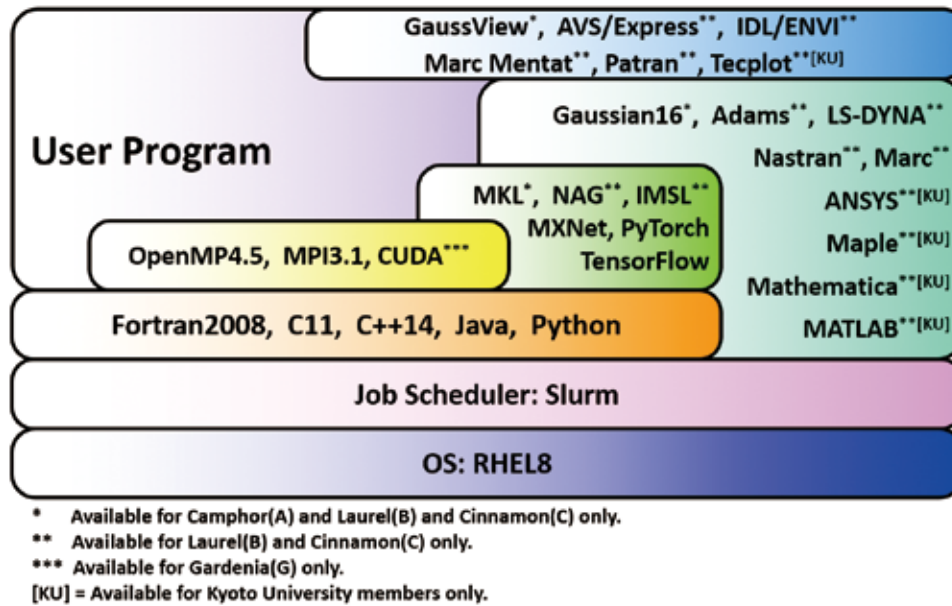 GaussView*, AVS/Express**, IDL/ENVI**
Marc Mentat**, Patran**, Tecplot**[KU]
User Program
Gaussian16*, Adams**, LS-DYNA**
Nastran**, Marc**
ANSYS**[KU]
Maple**[KU]
Mathematica**[KU]
MATLAB**[KU]
MKL*, NAG**, IMSL**
MXNet, PyTorch
TensorFlow
OpenMP4.5, MPI3.1, CUDA***
Fortran2008, C11, C++14, Java, Python
Job Scheduler: Slurm
OS: RHEL8
* Available for Camphor(A) and Laurel(B) and Cinnamon(C) only.
** Available for Laurel(B) and Cinnamon(C) only.
*** Available for Gardenia(G) only.
[KU] = Available for Kyoto University members only.